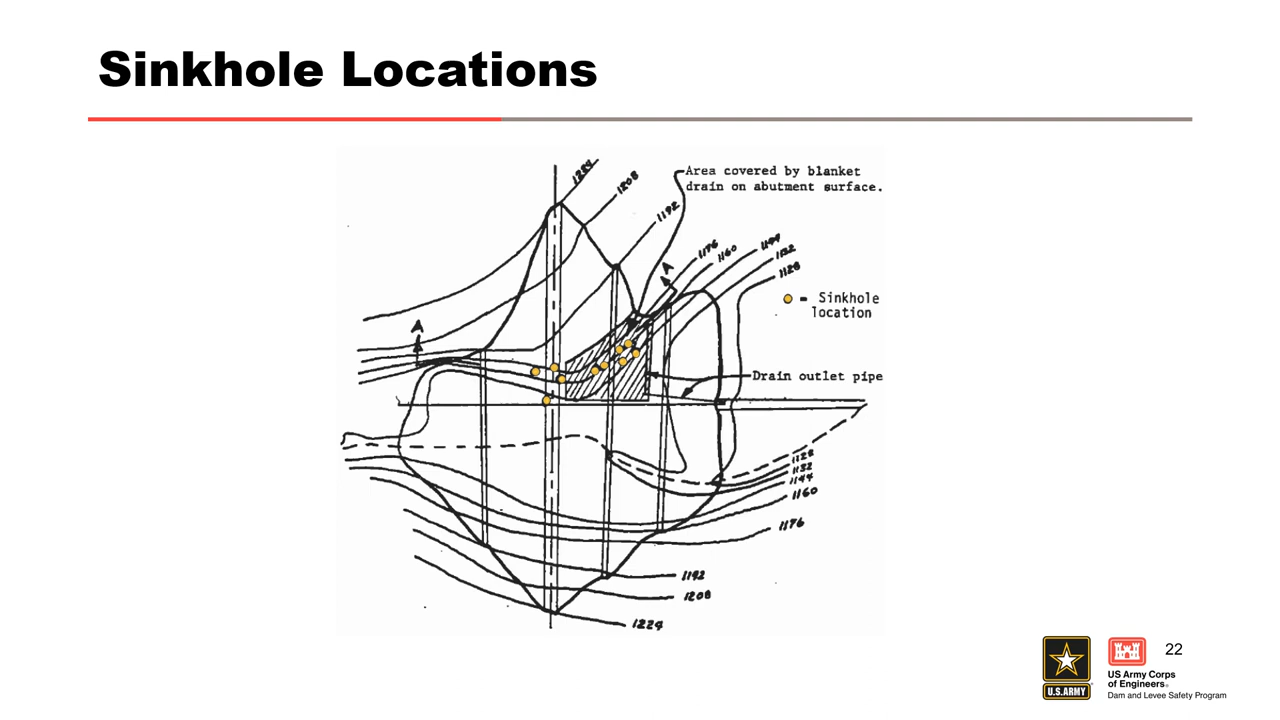 Sinkhole Locations
1224
1208
1192
Area covered by blanket
drain on abutment surface.
1176
1160
1144
1132
1128
A
A
- Sinkhole
location
Drain outlet pipe
1128
1132
1144
1160
1176
1192
1208
1224
22
U.S.ARMY
US Army Corps
of Engineers®
Dam and Levee Safety Program